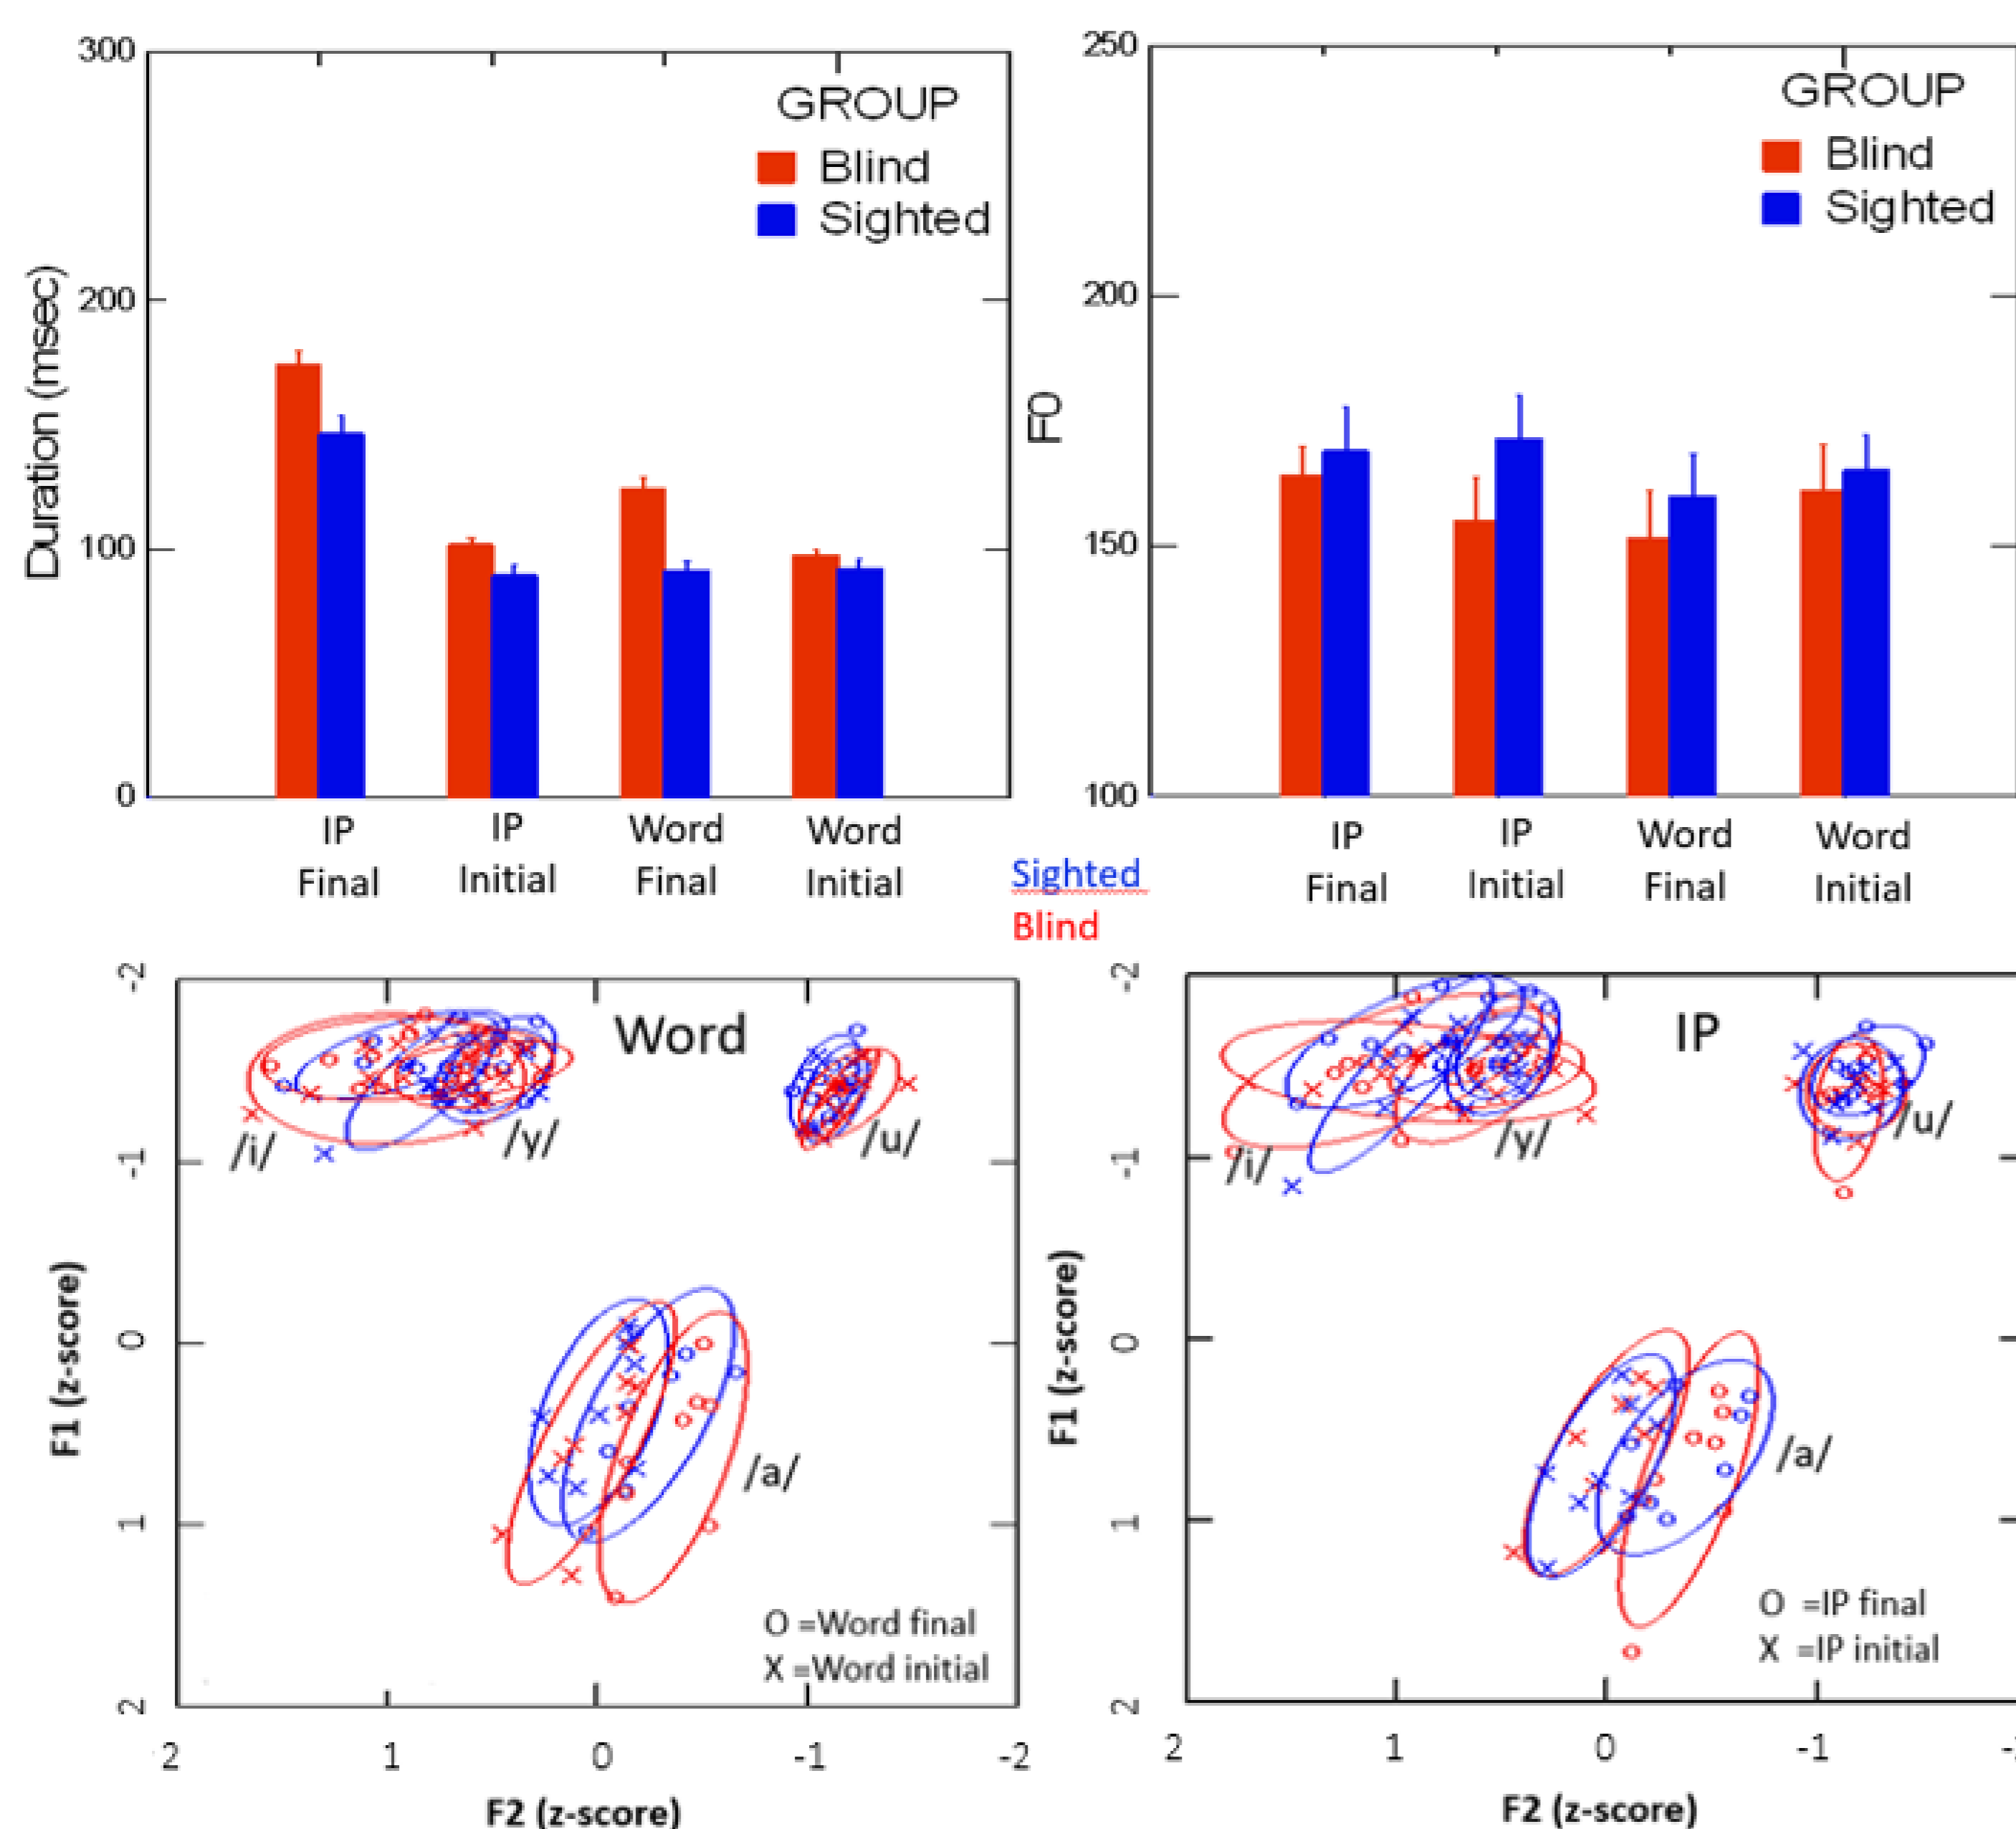 300
200
100
0
Duration (msec)
GROUP
Blind
Sighted
IP Final
IP Initial
Word Final
Word Initial
250
200
150
100
F0
GROUP
Blind
Sighted
IP Final
IP Initial
Word Final
Word Initial
Sighted
Blind
-2
-1
0
1
2
F1 (z-score)
Word
/i/
/y/
/u/
/a/
O =Word final
X =Word initial
2
1
0
-1
-2
F2 (z-score)
-2
-1
0
1
2
F1 (z-score)
IP
/i/
/y/
/u/
/a/
O =IP final
X =IP initial
2
1
0
-1
F2 (z-score)